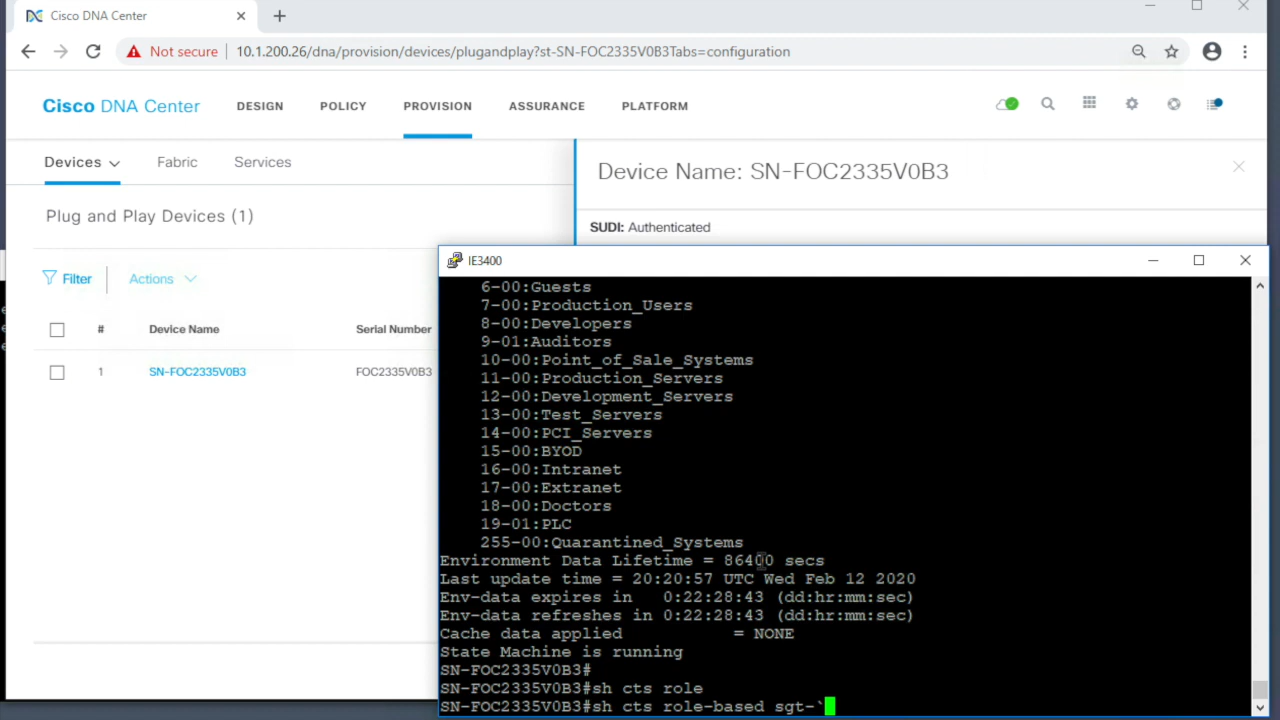 Cisco DNA Center
Not secure 10.1.200.26/dna/provision/devices/plugandplay?st-SN-FOC2335V0B3Tabs=configuration
Cisco DNA Center DESIGN POLICY PROVISION ASSURANCE PLATFORM
Devices Fabric Services
Device Name: SN-FOC2335V0B3
Plug and Play Devices (1)
SUDI: Authenticated
Filter Actions
# Device Name Serial Number
1 SN-FOC2335V0B3 FOC2335V0B3
IE3400
6-00:Guests
7-00:Production_Users
8-00:Developers
9-01:Auditors
10-00:Point_of_Sale_Systems
11-00:Production_Servers
12-00:Development_Servers
13-00:Test_Servers
14-00:PCI_Servers
15-00:BYOD
16-00:Intranet
17-00:Extranet
18-00:Doctors
19-01:PLC
255-00:Quarantined_Systems
Environment Data Lifetime = 86400 secs
Last update time = 20:20:57 UTC Wed Feb 12 2020
Env-data expires in 0:22:28:43 (dd:hr:mm:sec)
Env-data refreshes in 0:22:28:43 (dd:hr:mm:sec)
Cache data applied = NONE
State Machine is running
SN-FOC2335V0B3#
SN-FOC2335V0B3#sh cts role
SN-FOC2335V0B3#sh cts role-based sgt-`